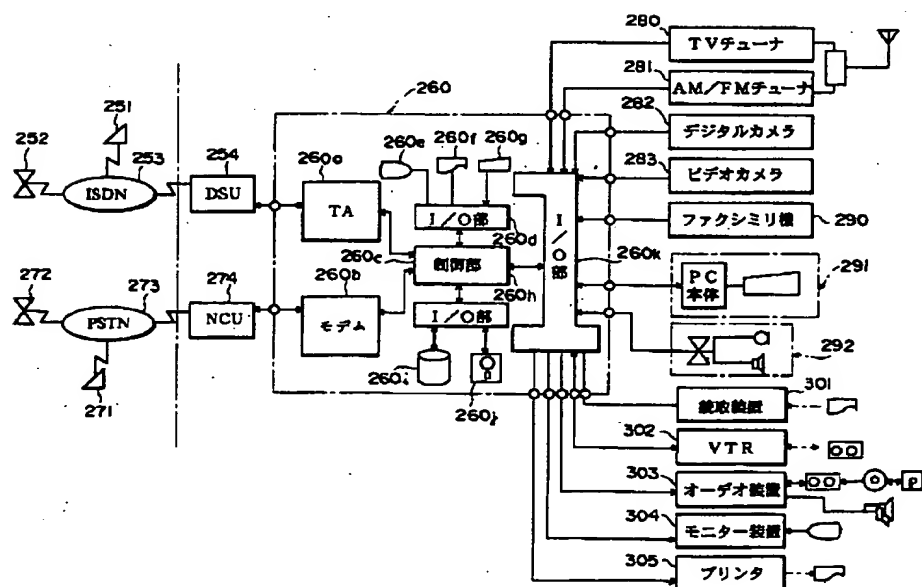 280
TVチューナ
281
AM/FMチューナ
282
デジタルカメラ
283
ビデオカメラ
ファクシミリ機
290
PC
本体
291
292
301
読取装置
302
VTR
303
オーデオ装置
P
304
モニター装置
305
プリンタ
260
260e
260f
260g
260a
TA
I/O部
260d
260c
制御部
260h
260b
モデム
I/O部
260i
260j
I/O部
260k
252
251
253
ISDN
254
DSU
272
273
PSTN
271
274
NCU